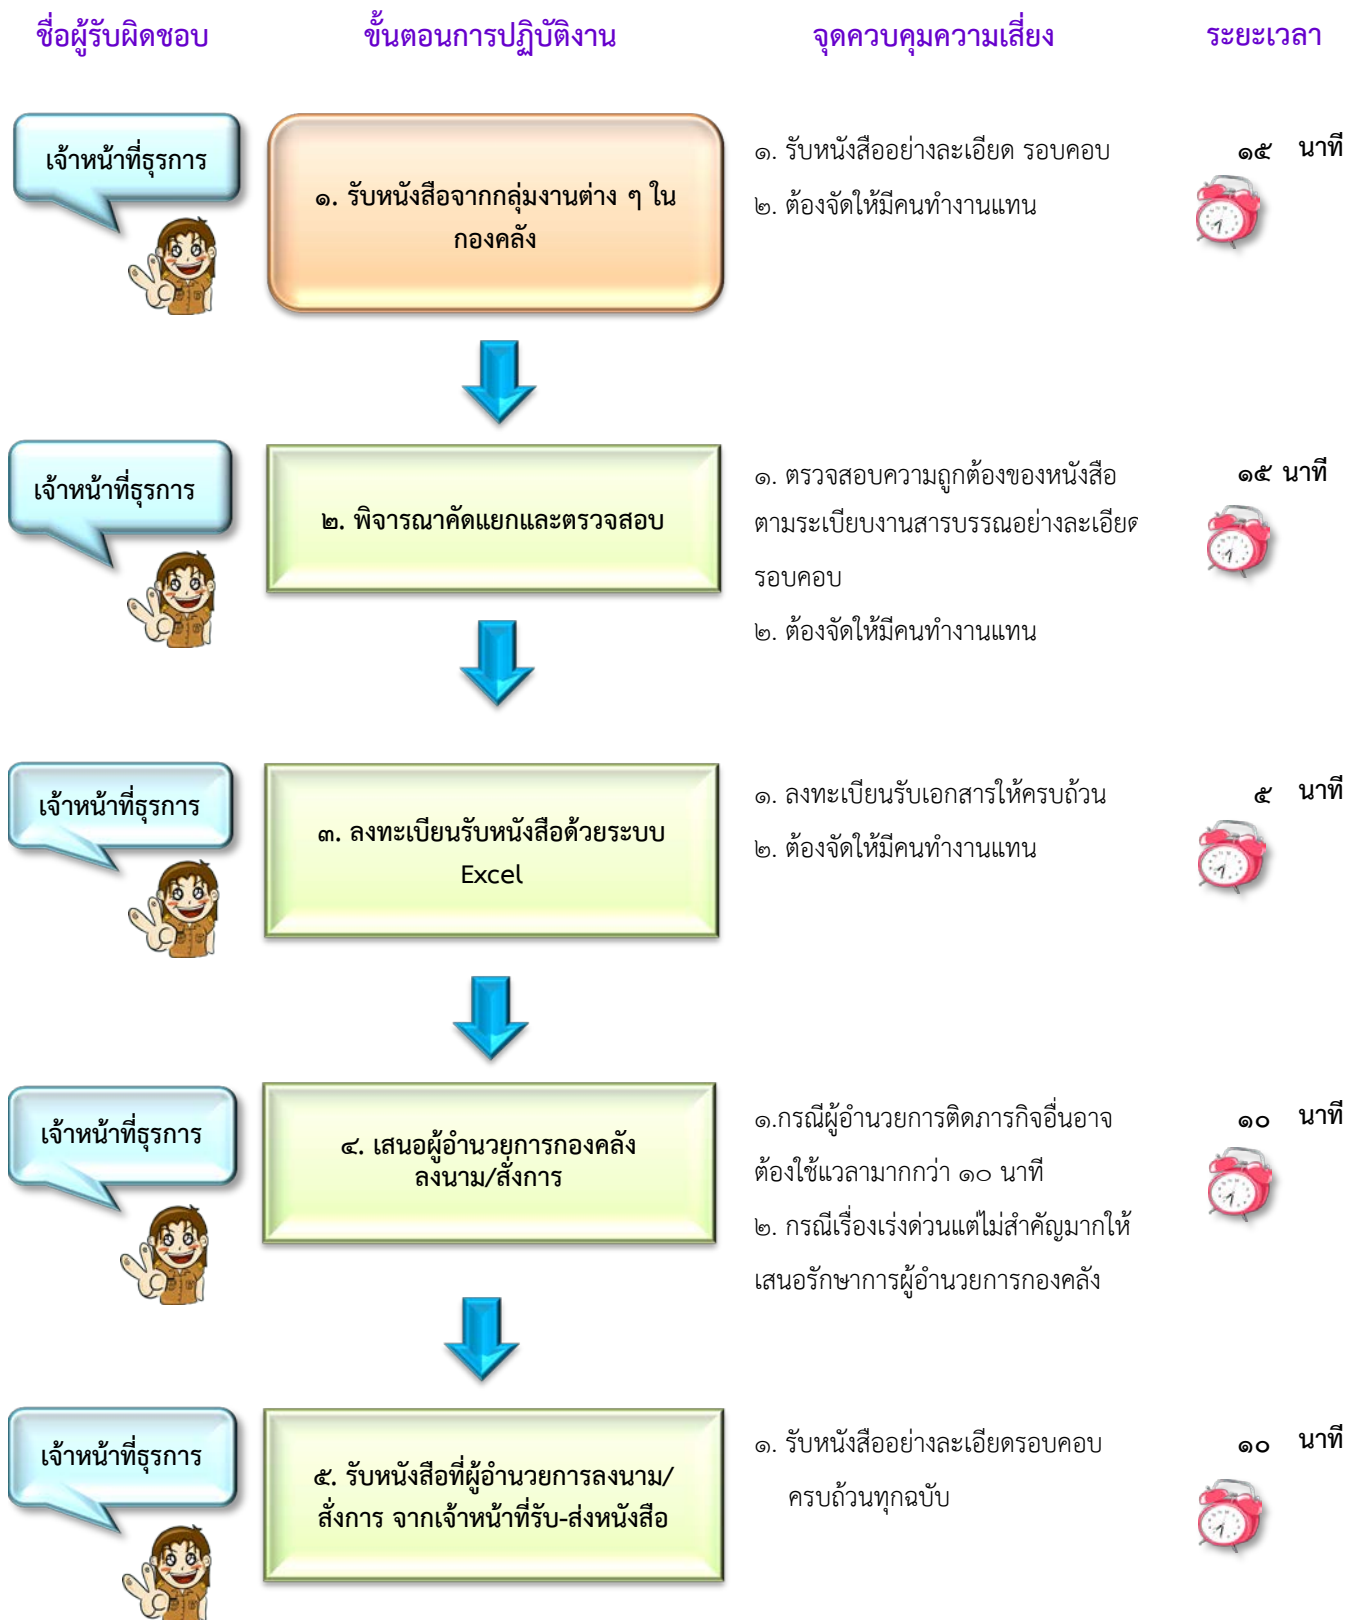 ชื่อผู้รับผิดชอบ ขั้นตอนการปฏิบัติงาน จุดควบคุมความเสี่ยง ระยะเวลา
เจ้าหน้าที่ธุรการ
๑. รับหนังสือจากกลุ่มงานต่าง ๆ ใน
กองคลัง
๑. รับหนังสืออย่างละเอียด รอบคอบ
๒. ต้องจัดให้มีคนทำงานแทน
๑๕ นาที
เจ้าหน้าที่ธุรการ
๒. พิจารณาคัดแยกและตรวจสอบ
๑. ตรวจสอบความถูกต้องของหนังสือ
ตามระเบียบงานสารบรรณอย่างละเอียด
รอบคอบ
๒. ต้องจัดให้มีคนทำงานแทน
๑๕ นาที
เจ้าหน้าที่ธุรการ
๓. ลงทะเบียนรับหนังสือด้วยระบบ
Excel
๑. ลงทะเบียนรับเอกสารให้ครบถ้วน
๒. ต้องจัดให้มีคนทำงานแทน
๕ นาที
เจ้าหน้าที่ธุรการ
๔. เสนอผู้อำนวยการกองคลัง
ลงนาม/สั่งการ
๑.กรณีผู้อำนวยการติดภารกิจอื่นอาจ
ต้องใช้แวลามากกว่า ๑๐ นาที
๒. กรณีเรื่องเร่งด่วนแต่ไม่สำคัญมากให้
เสนอรักษาการผู้อำนวยการกองคลัง
๑๐ นาที
เจ้าหน้าที่ธุรการ
๕. รับหนังสือที่ผู้อำนวยการลงนาม/
สั่งการ จากเจ้าหน้าที่รับ-ส่งหนังสือ
๑. รับหนังสืออย่างละเอียดรอบคอบ
ครบถ้วนทุกฉบับ
๑๐ นาที